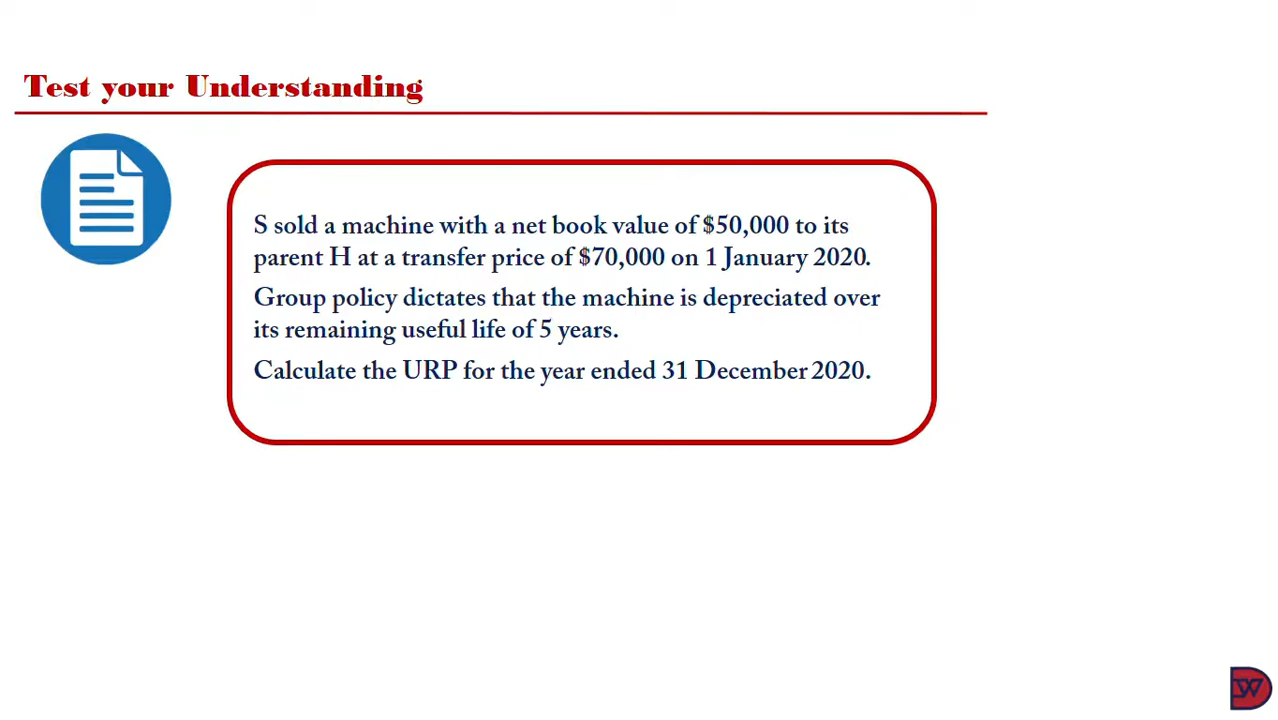 Test your Understanding
S sold a machine with a net book value of $50,000 to its
parent H at a transfer price of $70,000 on 1 January 2020.
Group policy dictates that the machine is depreciated over
its remaining useful life of 5 years.
Calculate the URP for the year ended 31 December 2020.
DW